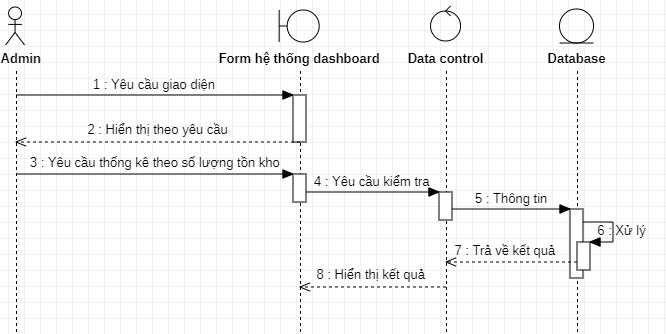 Admin
Form hệ thống dashboard
Data control
Database
1 : Yêu cầu giao diện
2 : Hiển thị theo yêu cầu
3 : Yêu cầu thống kê theo số lượng tồn kho
4 : Yêu cầu kiểm tra
5 : Thông tin
6 : Xử lý
7 : Trả về kết quả
8 : Hiển thị kết quả